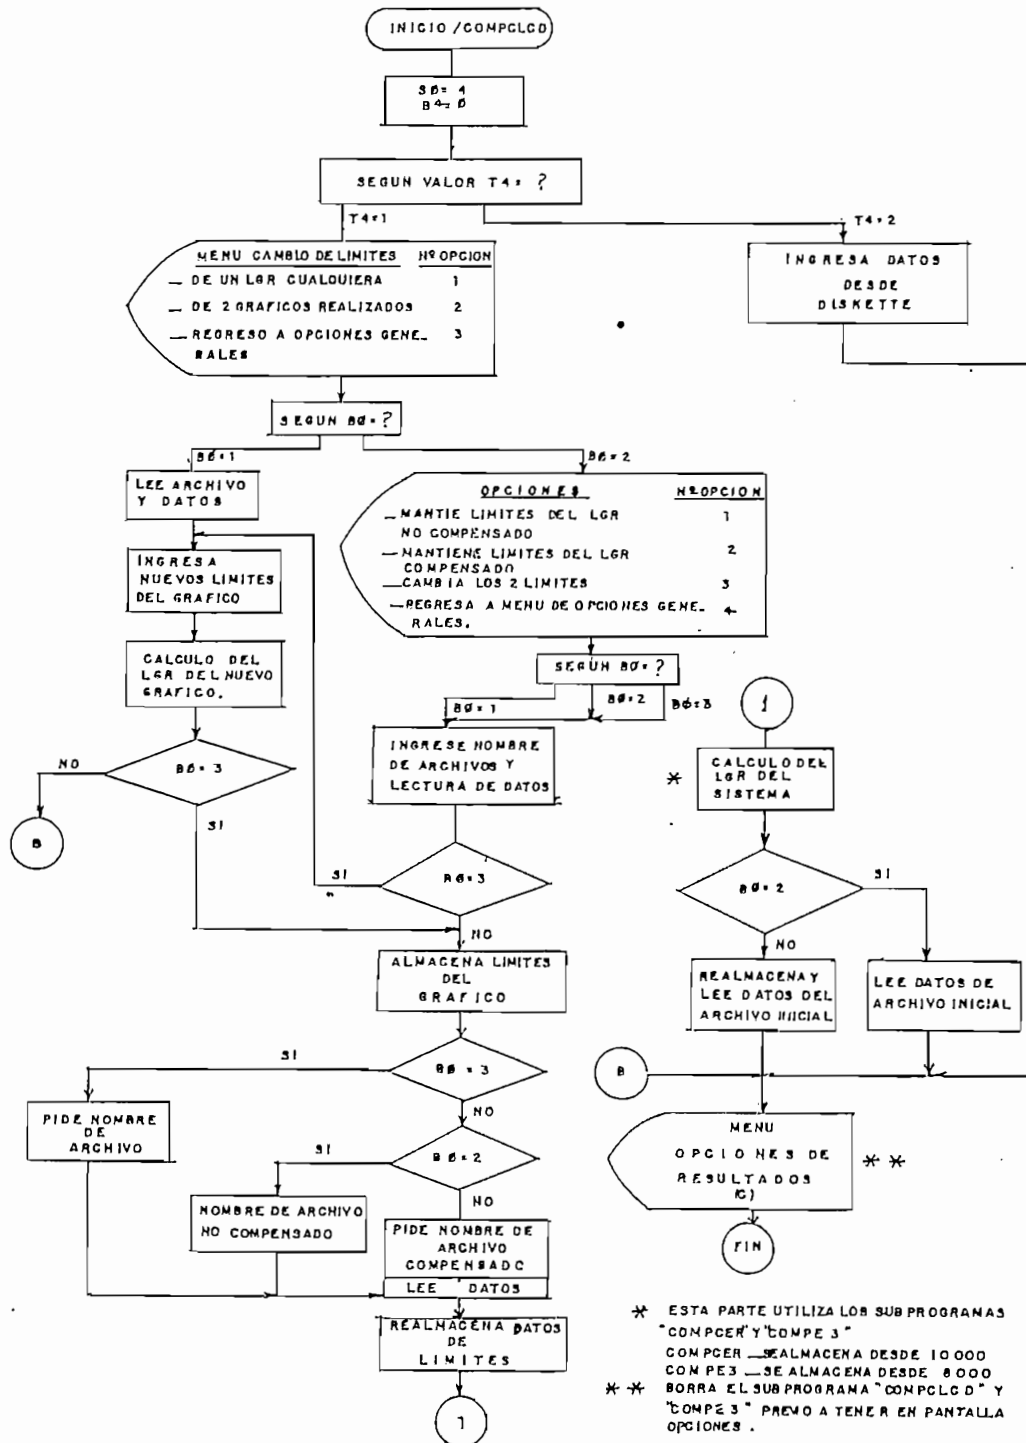 INICIO /COMPCLCD
SØ= 4
B4= Ø
SEGUN VALOR T4= ?
T4=1
T4=2
MENU CAMBIO DE LIMITES Nº OPCION
— DE UN LGR CUALQUIERA 1
— DE 2 GRAFICOS REALIZADOS 2
— REGRESO A OPCIONES GENE- 3
RALES
INGRESA DATOS
DESDE
DISKETTE
SEGUN BØ= ?
BØ=1
BØ=2
LEE ARCHIVO
Y DATOS
OPCIONES Nº OPCION
— MANTIE LIMITES DEL LGR 1
NO COMPENSADO
— MANTIENE LIMITES DEL LGR 2
COMPENSADO
— CAMBIA LOS 2 LIMITES 3
— REGRESA A MENU DE OPCIONES GENE- 4
RALES.
INGRESA
NUEVOS LIMITES
DEL GRAFICO
CALCULO DEL
LGR DEL NUEVO
GRAFICO.
SEGUN BØ= ?
BØ=1
BØ=2
BØ=3
1
BØ= 3
NO
SI
B
INGRESE NOMBRE
DE ARCHIVOS Y
LECTURA DE DATOS
* CALCULO DEL
LGR DEL
SISTEMA
BØ=3
SI
NO
BØ= 2
SI
NO
ALMACENA LIMITES
DEL
GRAFICO
REALMACENA Y
LEE DATOS DEL
ARCHIVO INICIAL
LEE DATOS DE
ARCHIVO INICIAL
BØ = 3
SI
NO
B
PIDE NOMBRE
DE
ARCHIVO
BØ=2
SI
NO
MENU
OPCIONES DE
RESULTADOS
(C)
* *
NOMBRE DE ARCHIVO
NO COMPENSADO
PIDE NOMBRE DE
ARCHIVO
COMPENSADO
LEE DATOS
FIN
REALMACENA DATOS
DE
LIMITES
1
* ESTA PARTE UTILIZA LOS SUBPROGRAMAS
"COMPCER" Y "COMPE 3"
COMPCER — SE ALMACENA DESDE 10000
COMPE3 — SE ALMACENA DESDE 8000
* * BORRA EL SUBPROGRAMA "COMPCLCD" Y
"COMPE 3" PREVIO A TENER EN PANTALLA
OPCIONES .